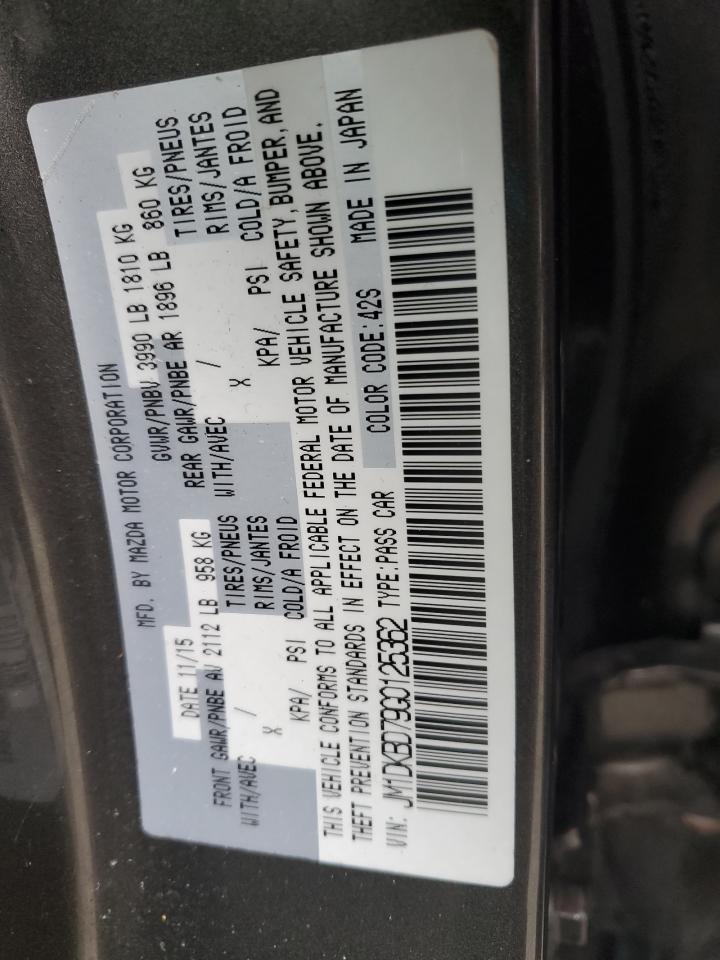 MFD. BY MAZDA MOTOR CORPORATION
DATE 11/15 GVWR/PNBV 3990 LB 1810 KG
FRONT GAWR/PNBE AV 2112 LB 958 KG REAR GAWR/PNBE AR 1896 LB 860 KG
WITH/AVEC / TIRES/PNEUS WITH/AVEC / TIRES/PNEUS
X RIMS/JANTES X RIMS/JANTES
KPA/ PSI COLD/A FROID KPA/ PSI COLD/A FROID
THIS VEHICLE CONFORMS TO ALL APPLICABLE FEDERAL MOTOR VEHICLE SAFETY, BUMPER, AND
THEFT PREVENTION STANDARDS IN EFFECT ON THE DATE OF MANUFACTURE SHOWN ABOVE.
VIN: JM1DKBD79G0125362 TYPE:PASS CAR COLOR CODE:42S MADE IN JAPAN